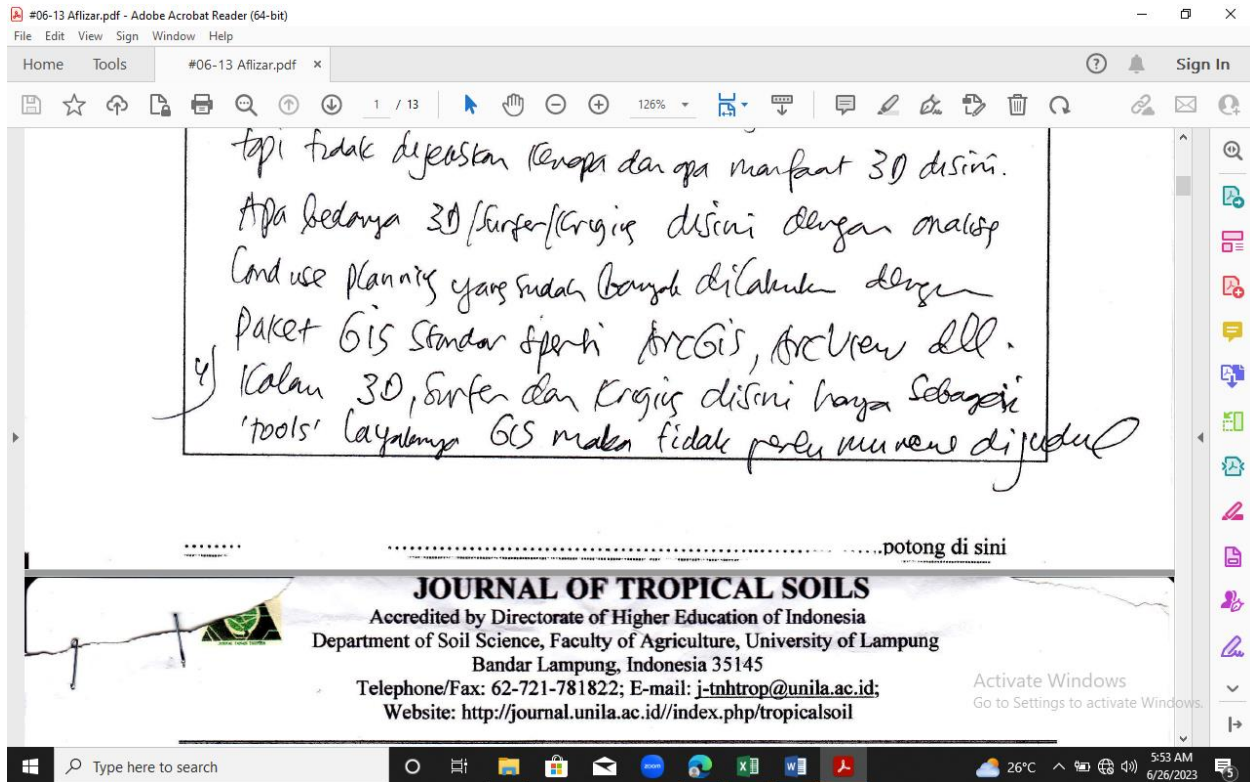 #06-13 Aflizar.pdf - Adobe Acrobat Reader (64-bit)
File Edit View Sign Window Help
Home Tools #06-13 Aflizar.pdf × Sign In
1 / 13 126%
tapi tidak dijelaskan kenapa dan apa manfaat 3D disini.
Apa bedanya 3D/Surfer/Kriging disini dengan analisis
Land use planning yang sudah banyak dilakukan dengan
Paket GIS Standar sperti ArcGis, ArcView dll.
4) Kalau 3D, Surfer dan Kriging disini hanya sebagai
'tools' layaknya GIS maka tidak perlu muncul dijudul
........ ...............................potong di sini
JOURNAL OF TROPICAL SOILS
Accredited by Directorate of Higher Education of Indonesia
Department of Soil Science, Faculty of Agriculture, University of Lampung
Bandar Lampung, Indonesia 35145
Telephone/Fax: 62-721-781822; E-mail: j-tnhtrop@unila.ac.id;
Website: http://journal.unila.ac.id//index.php/tropicalsoil
Activate Windows
Go to Settings to activate Windows.
Type here to search
zoom
26°C
5:53 AM
6/26/2023
5